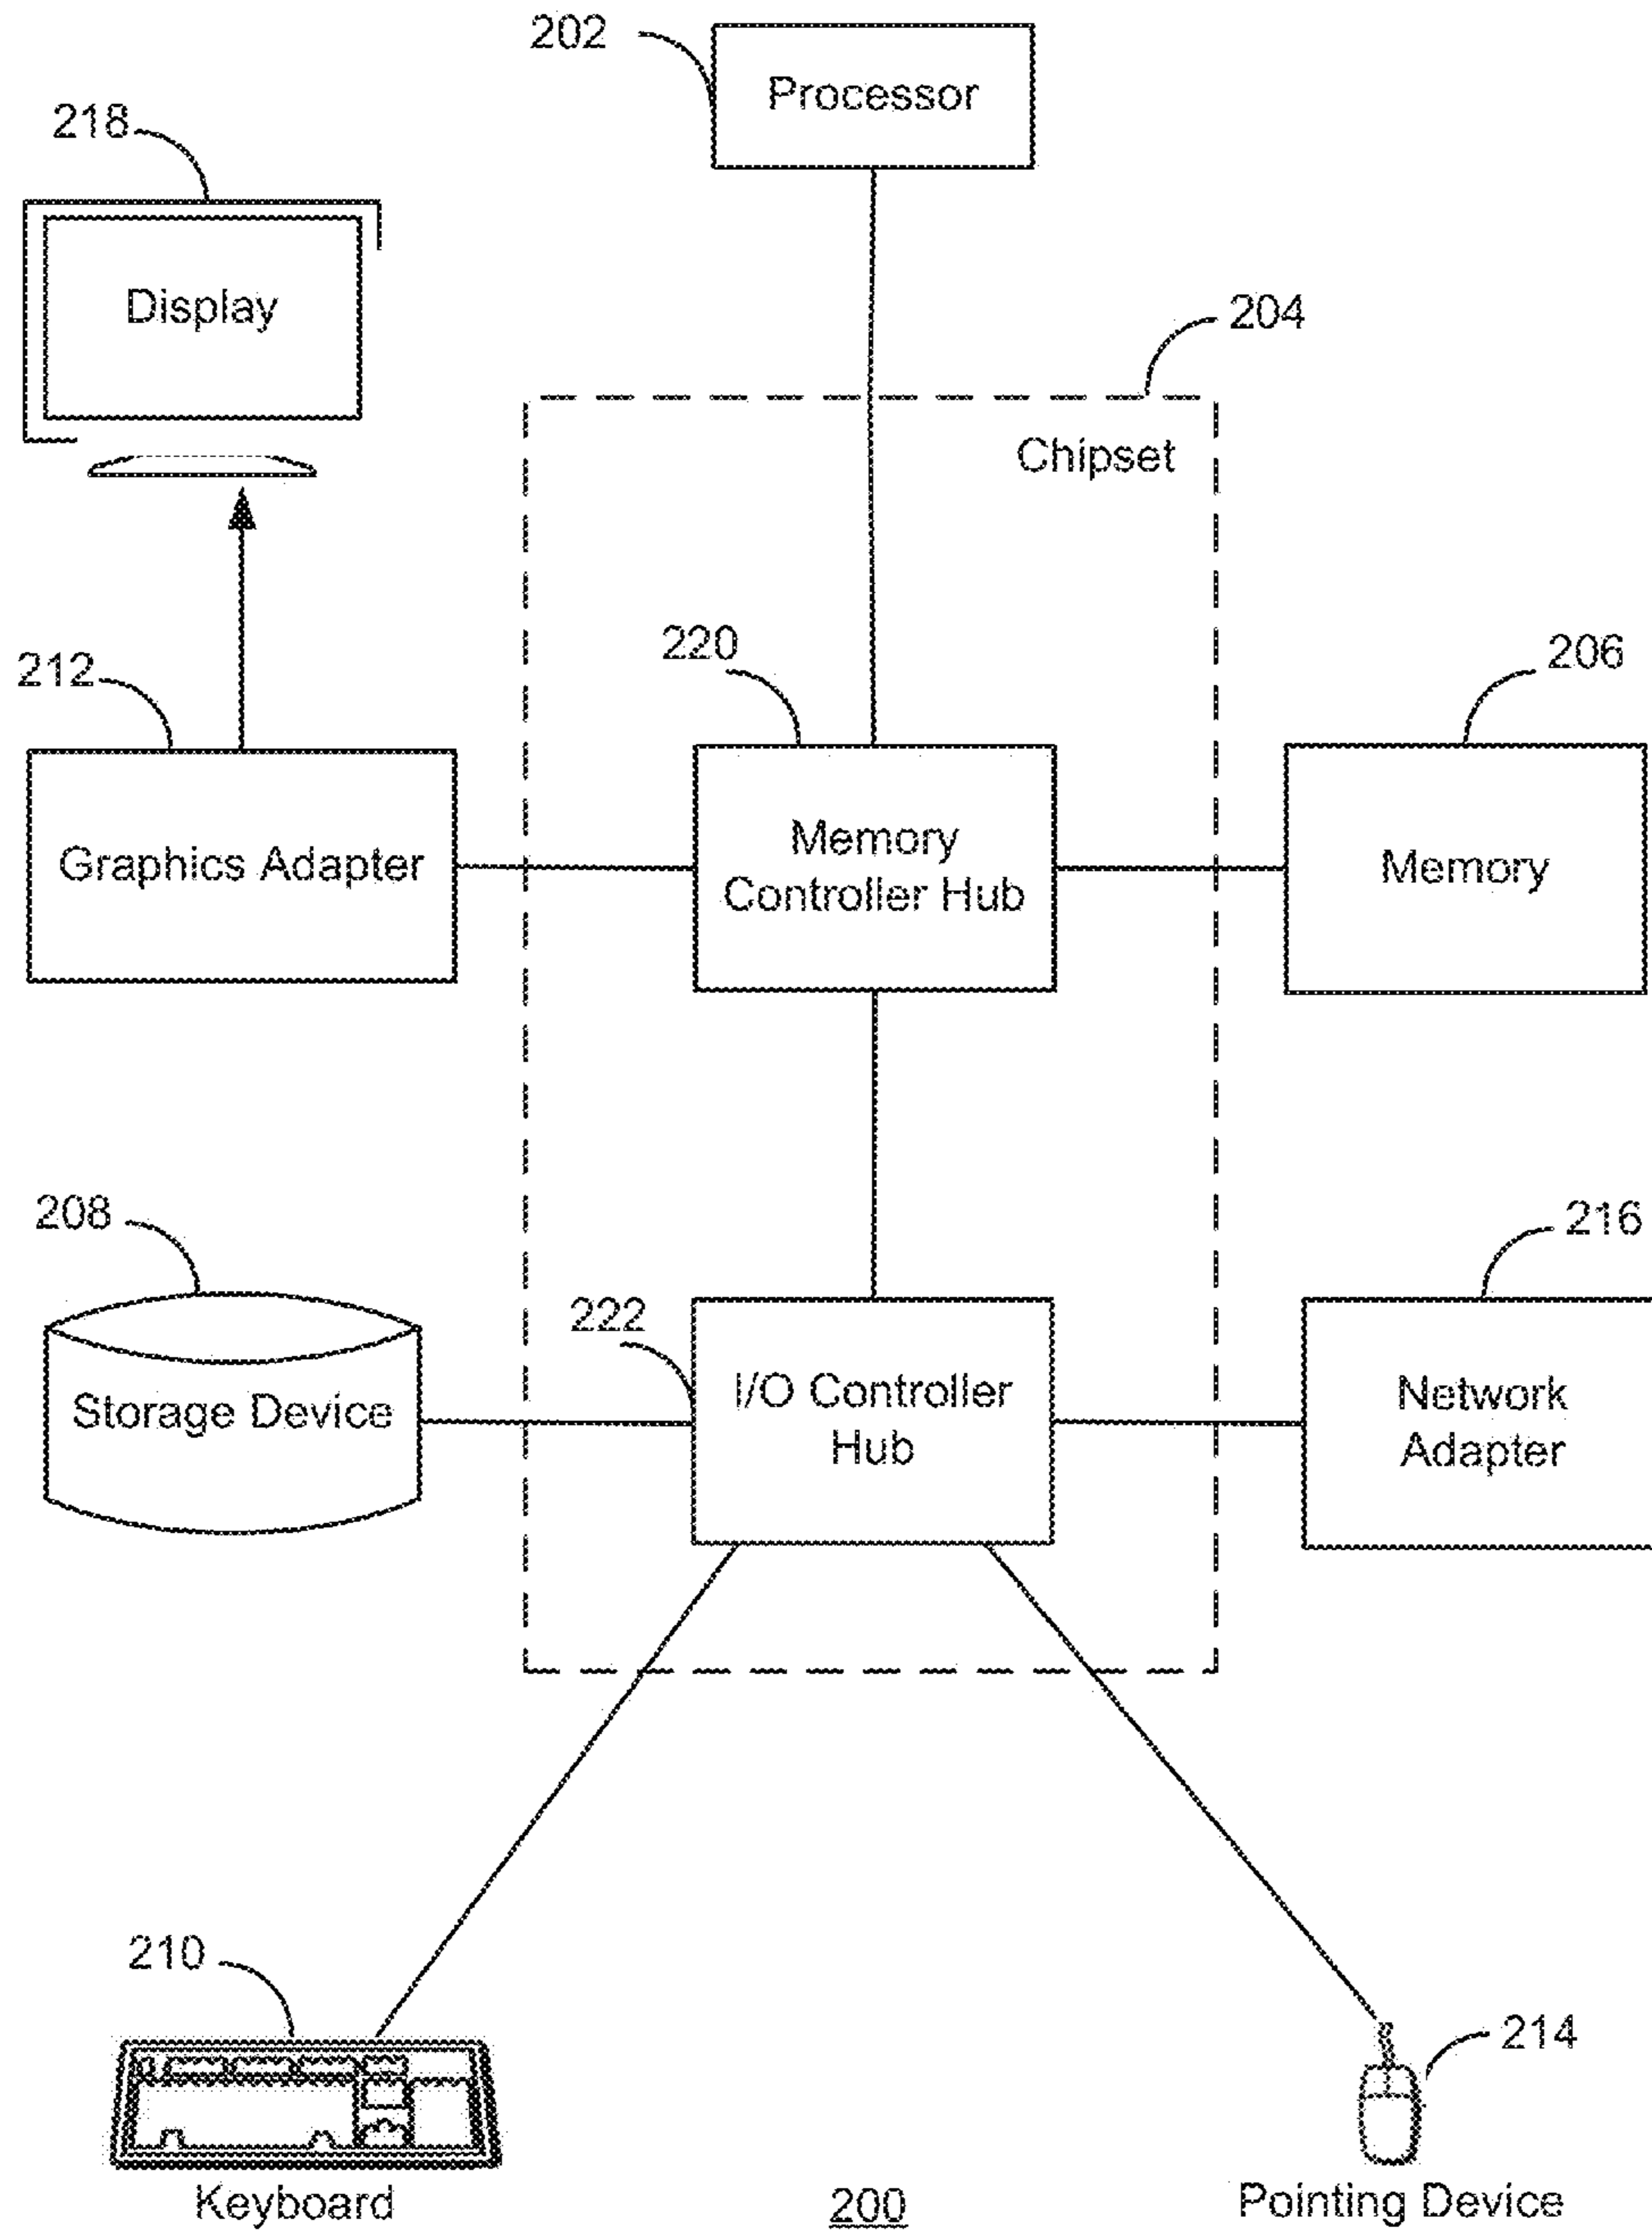 202
Processor
218
Display
204
Chipset
220
206
212
Memory
Controller Hub
Graphics Adapter
Memory
208
216
222
I/O Controller
Hub
Storage Device
Network
Adapter
210
214
Keyboard
200
Pointing Device